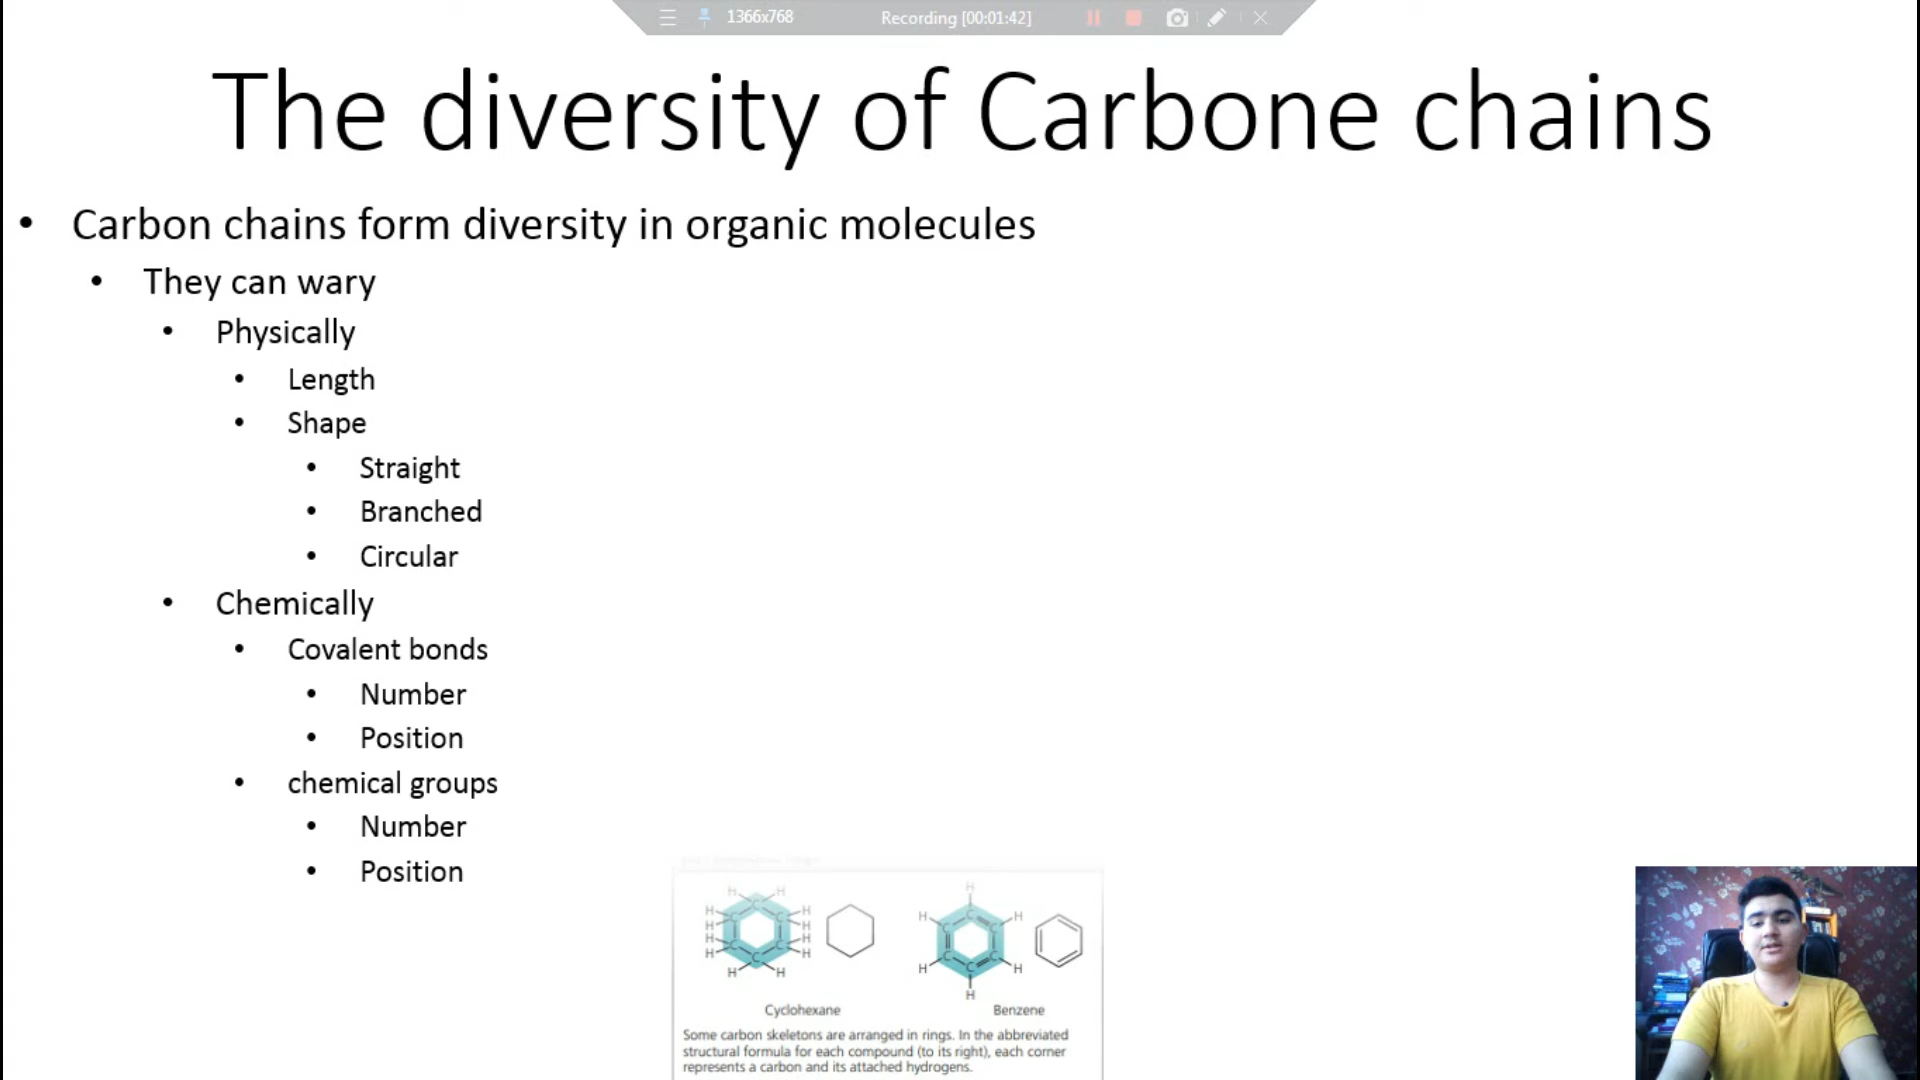 1366x768 Recording [00:01:42]
The diversity of Carbone chains
• Carbon chains form diversity in organic molecules
• They can wary
• Physically
• Length
• Shape
• Straight
• Branched
• Circular
• Chemically
• Covalent bonds
• Number
• Position
• chemical groups
• Number
• Position
H H H H
H H H
H H
H H
H H H H
H H
H
Cyclohexane Benzene
Some carbon skeletons are arranged in rings. In the abbreviated
structural formula for each compound (to its right), each corner
represents a carbon and its attached hydrogens.